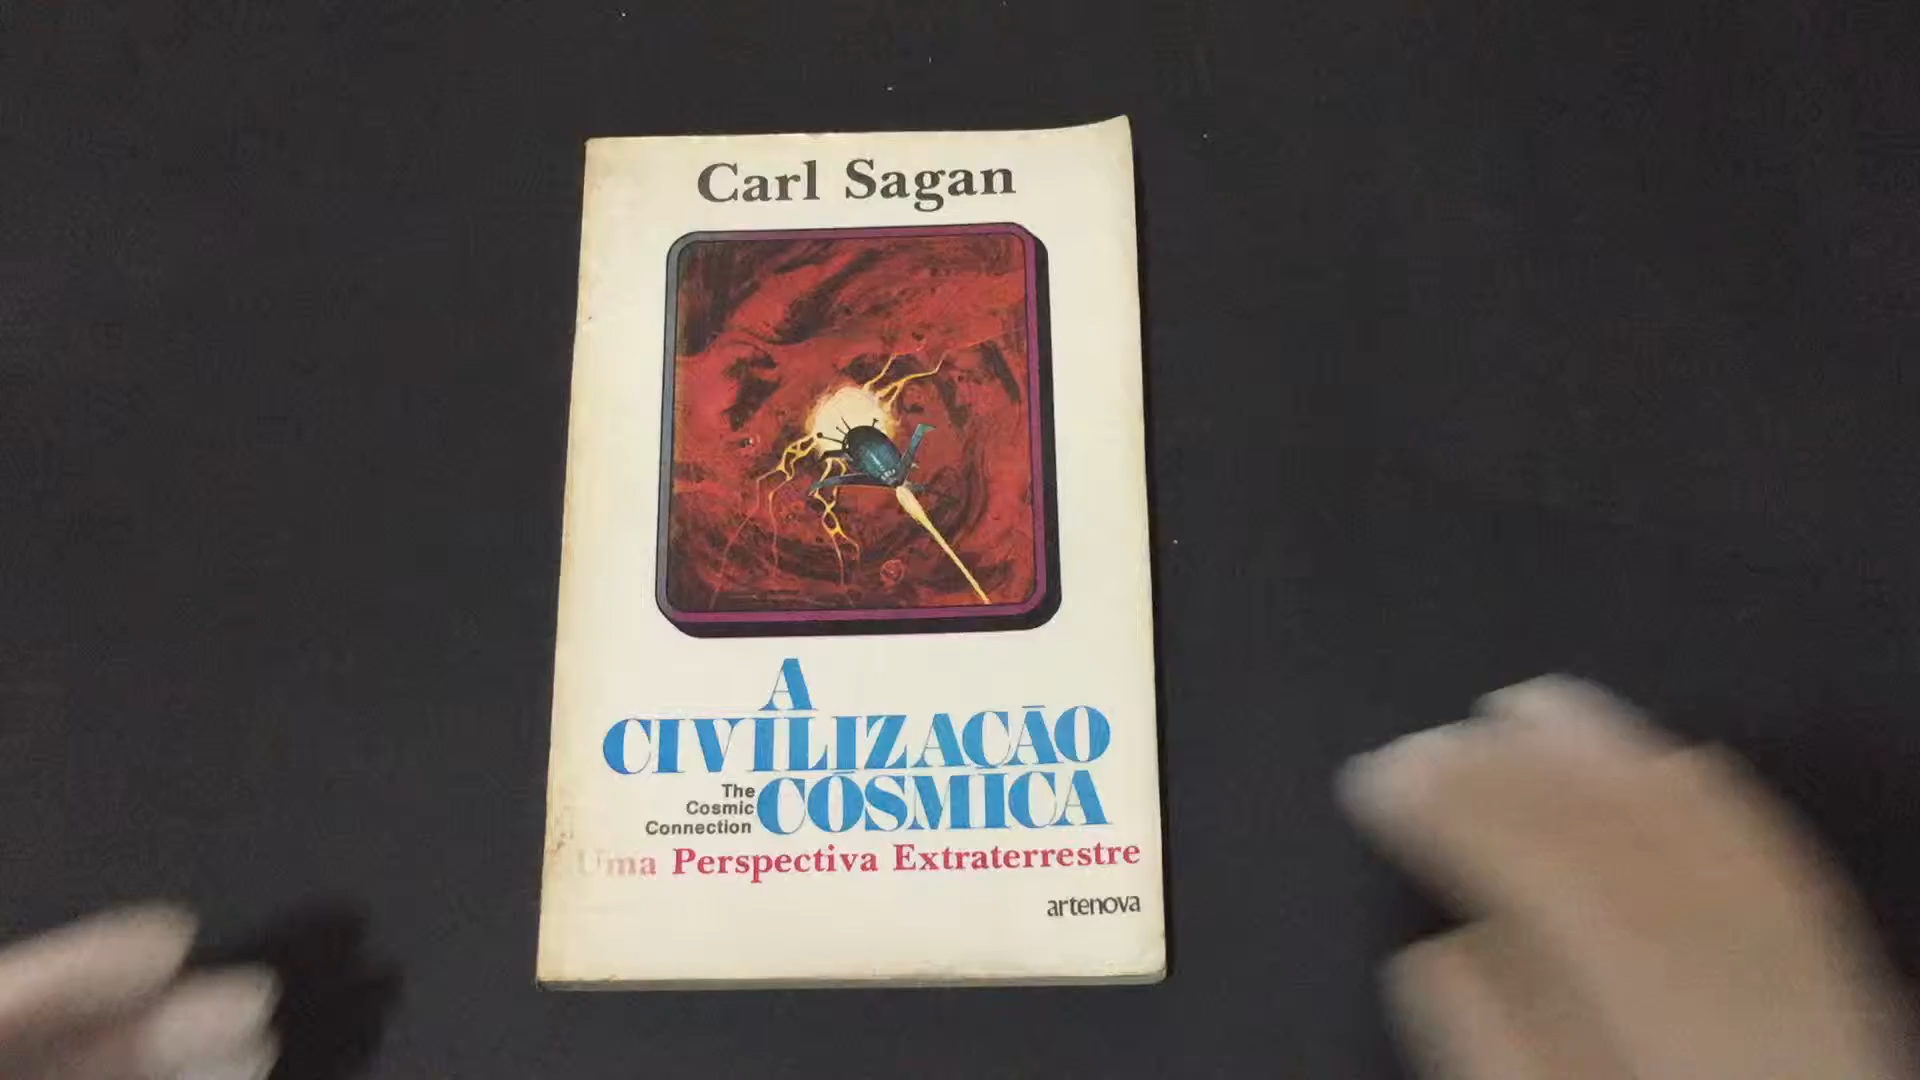 Carl Sagan
A
CIVILIZAÇÃO
The
Cosmic
Connection
CÓSMICA
Uma Perspectiva Extraterrestre
artenova